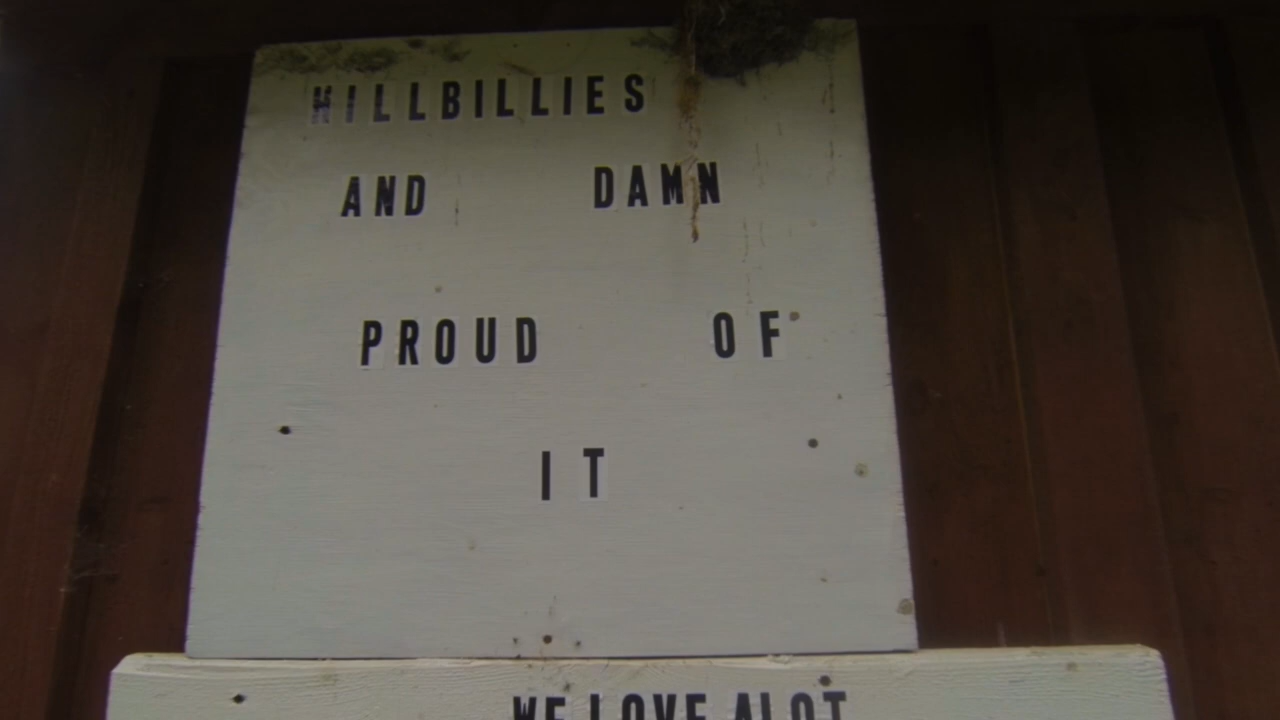 HILLBILLIES
AND DAMN
PROUD OF
IT
WE LOVE ALOT